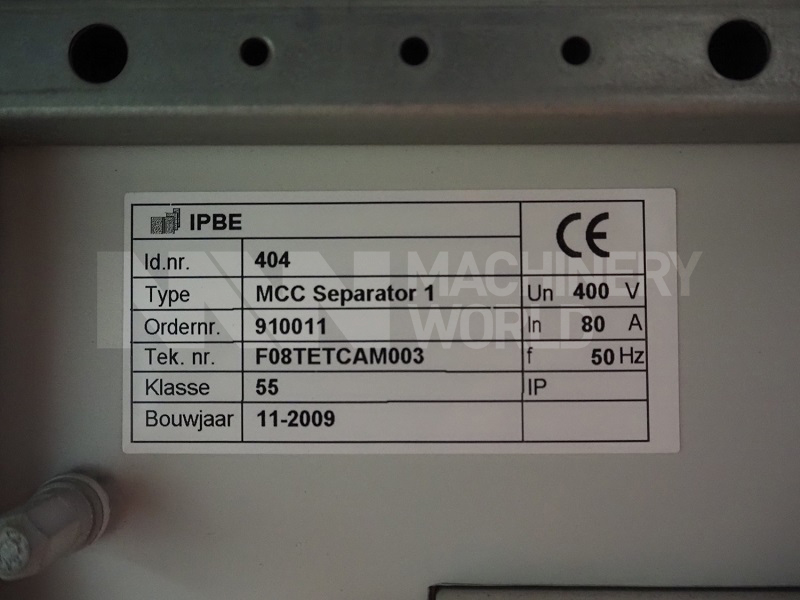 IPBE
CE
Id.nr. 404
Type MCC Separator 1 Un 400 V
Ordernr. 910011 In 80 A
Tek. nr. F08TETCAM003 f 50 Hz
Klasse 55 IP
Bouwjaar 11-2009
MACHINERY
WORLD